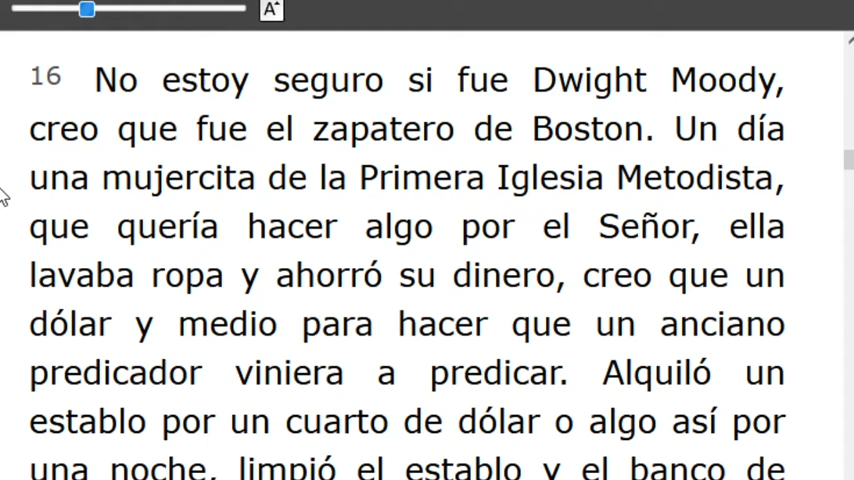 A
16 No estoy seguro si fue Dwight Moody,
creo que fue el zapatero de Boston. Un día
una mujercita de la Primera Iglesia Metodista,
que quería hacer algo por el Señor, ella
lavaba ropa y ahorró su dinero, creo que un
dólar y medio para hacer que un anciano
predicador viniera a predicar. Alquiló un
establo por un cuarto de dólar o algo así por
una noche, limpió el establo y el banco de